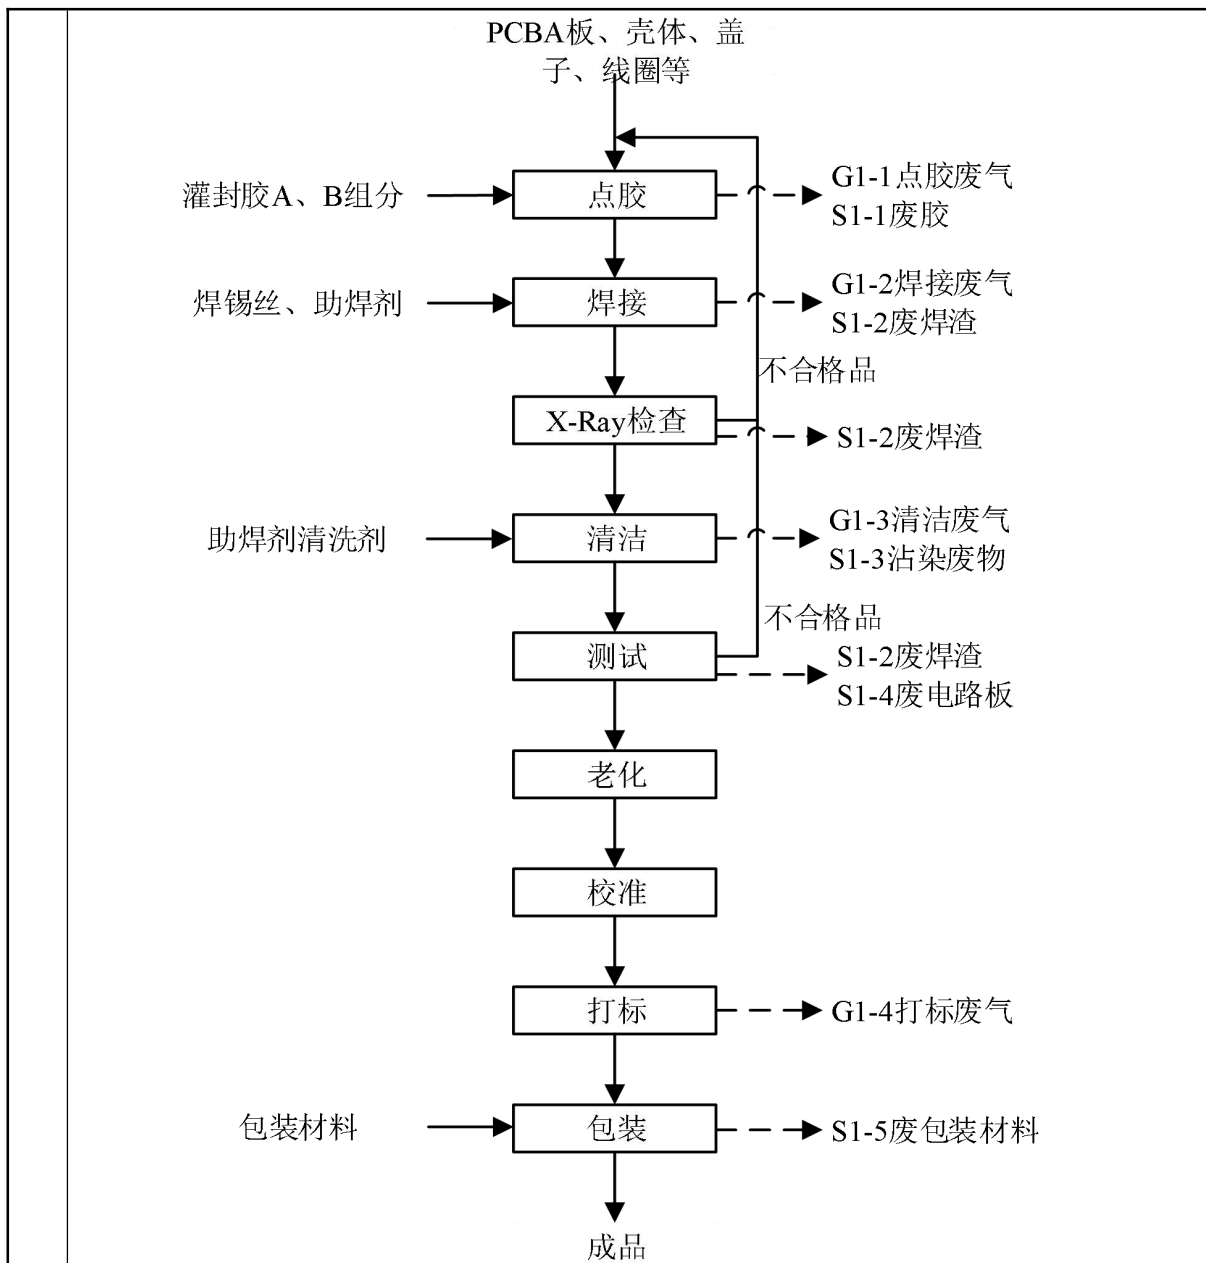 PCBA板、壳体、盖
子、线圈等
灌封胶A、B组分
点胶
G1-1点胶废气
S1-1废胶
焊锡丝、助焊剂
焊接
G1-2焊接废气
S1-2废焊渣
不合格品
X-Ray检查
S1-2废焊渣
助焊剂清洗剂
清洁
G1-3清洁废气
S1-3沾染废物
不合格品
测试
S1-2废焊渣
S1-4废电路板
老化
校准
打标
G1-4打标废气
包装材料
包装
S1-5废包装材料
成品